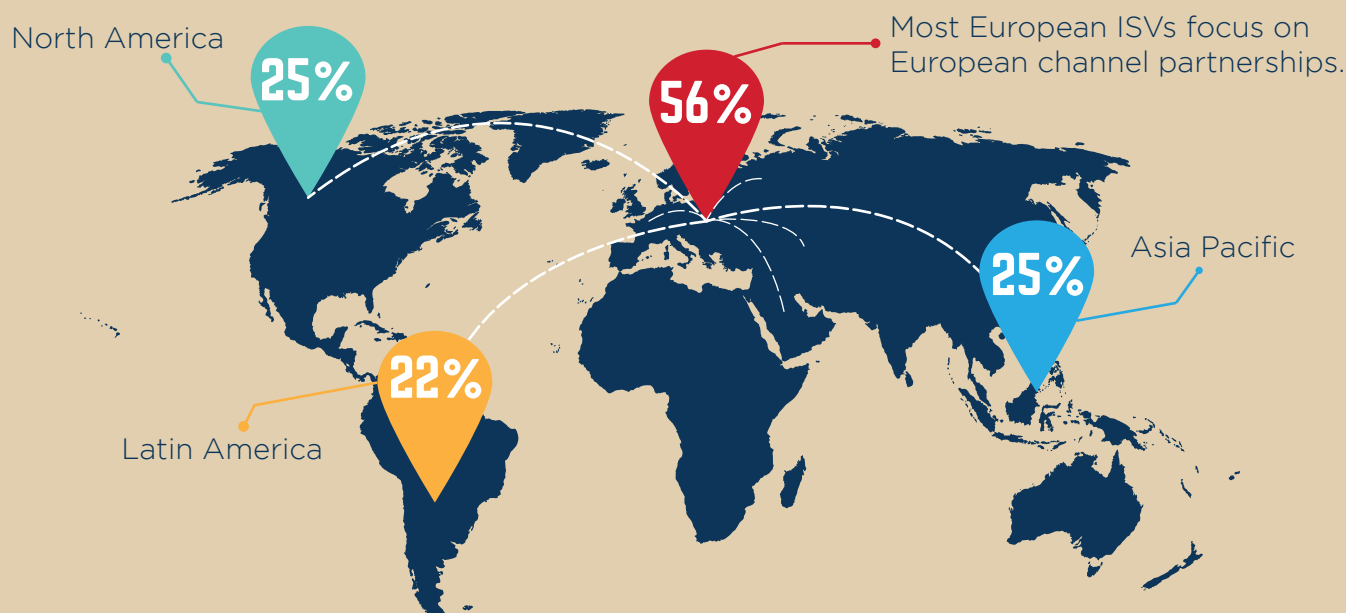 North America
25%
56%
Most European ISVs focus on
European channel partnerships.
25%
Asia Pacific
22%
Latin America